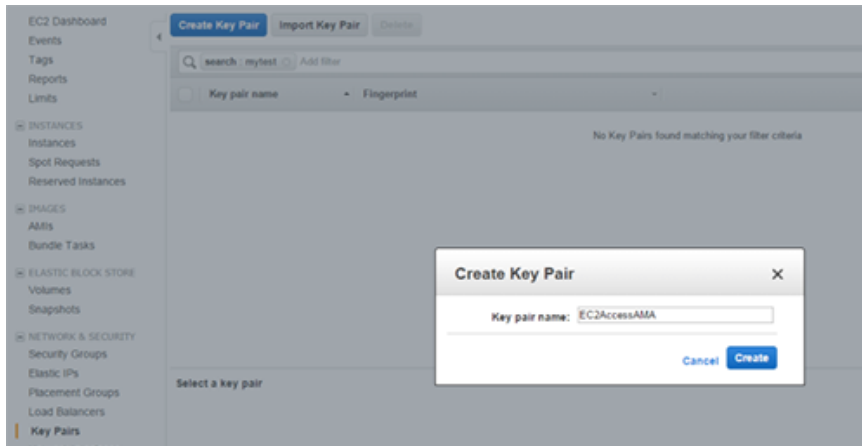 EC2 Dashboard
Events
Tags
Reports
Limits
INSTANCES
Instances
Spot Requests
Reserved Instances
IMAGES
AMIs
Bundle Tasks
ELASTIC BLOCK STORE
Volumes
Snapshots
NETWORK & SECURITY
Security Groups
Elastic IPs
Placement Groups
Load Balancers
Key Pairs
Create Key Pair Import Key Pair Delete
search : mytest Add filter
Key pair name Fingerprint
No Key Pairs found matching your filter criteria
Create Key Pair
Key pair name: EC2AccessAMA
Cancel Create
Select a key pair